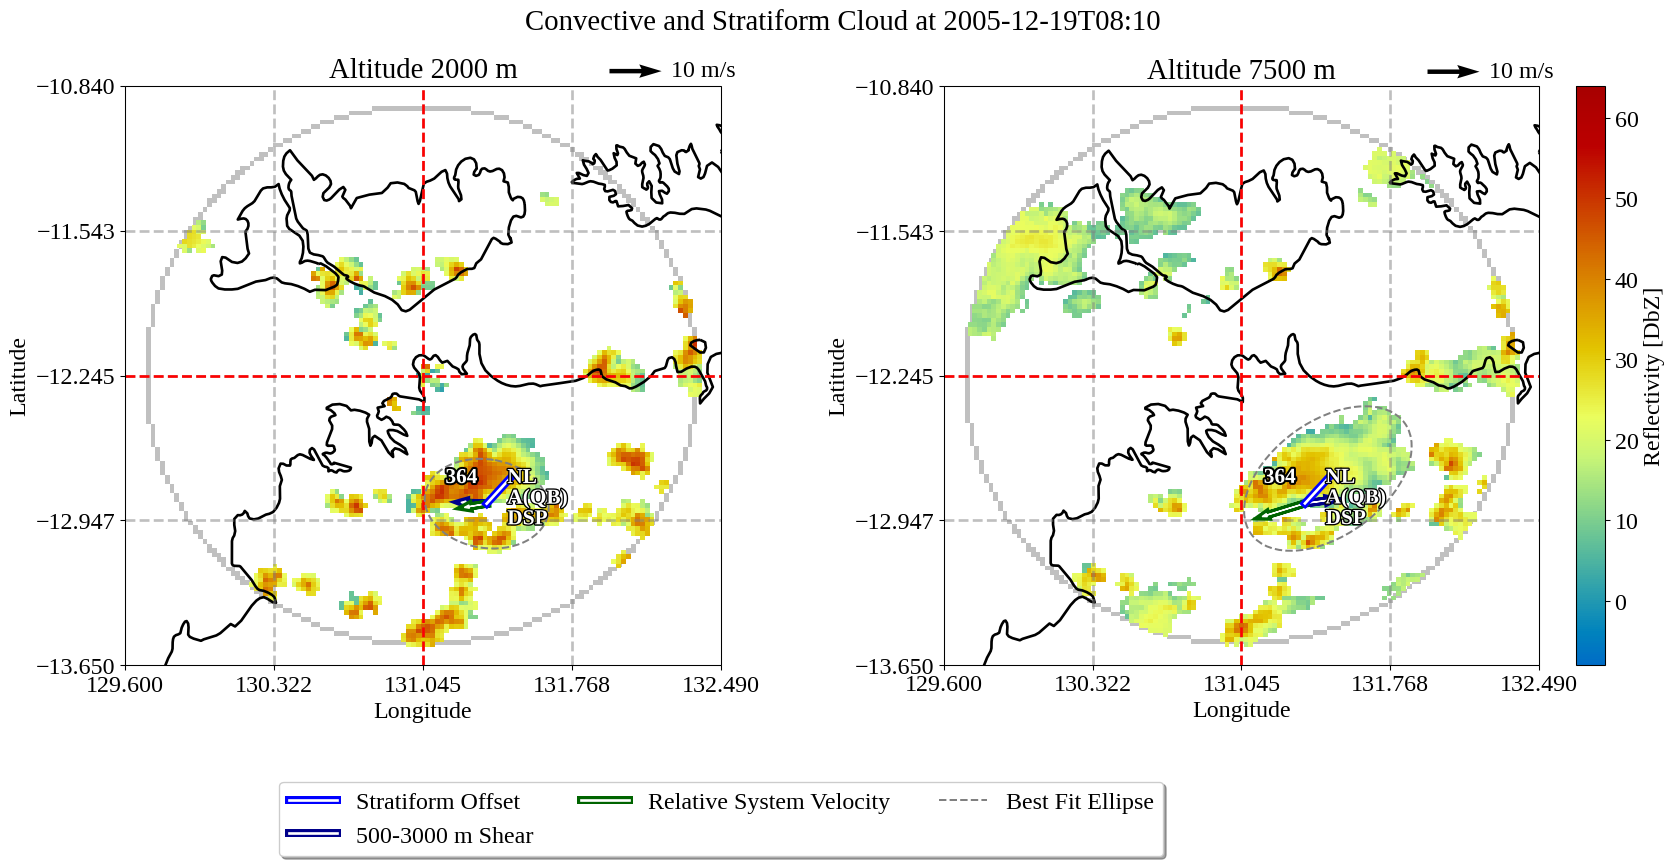 Convective and Stratiform Cloud at 2005-12-19T08:10
Altitude 2000 m
10 m/s
Altitude 7500 m
10 m/s
−10.840
−11.543
−12.245
−12.947
−13.650
Latitude
129.600
130.322
131.045
131.768
132.490
Longitude
364
NL
A(QB)
DSP
−10.840
−11.543
−12.245
−12.947
−13.650
Latitude
129.600
130.322
131.045
131.768
132.490
Longitude
364
NL
A(QB)
DSP
60
50
40
30
20
10
0
Reflectivity [DbZ]
Stratiform Offset
Relative System Velocity
Best Fit Ellipse
500-3000 m Shear